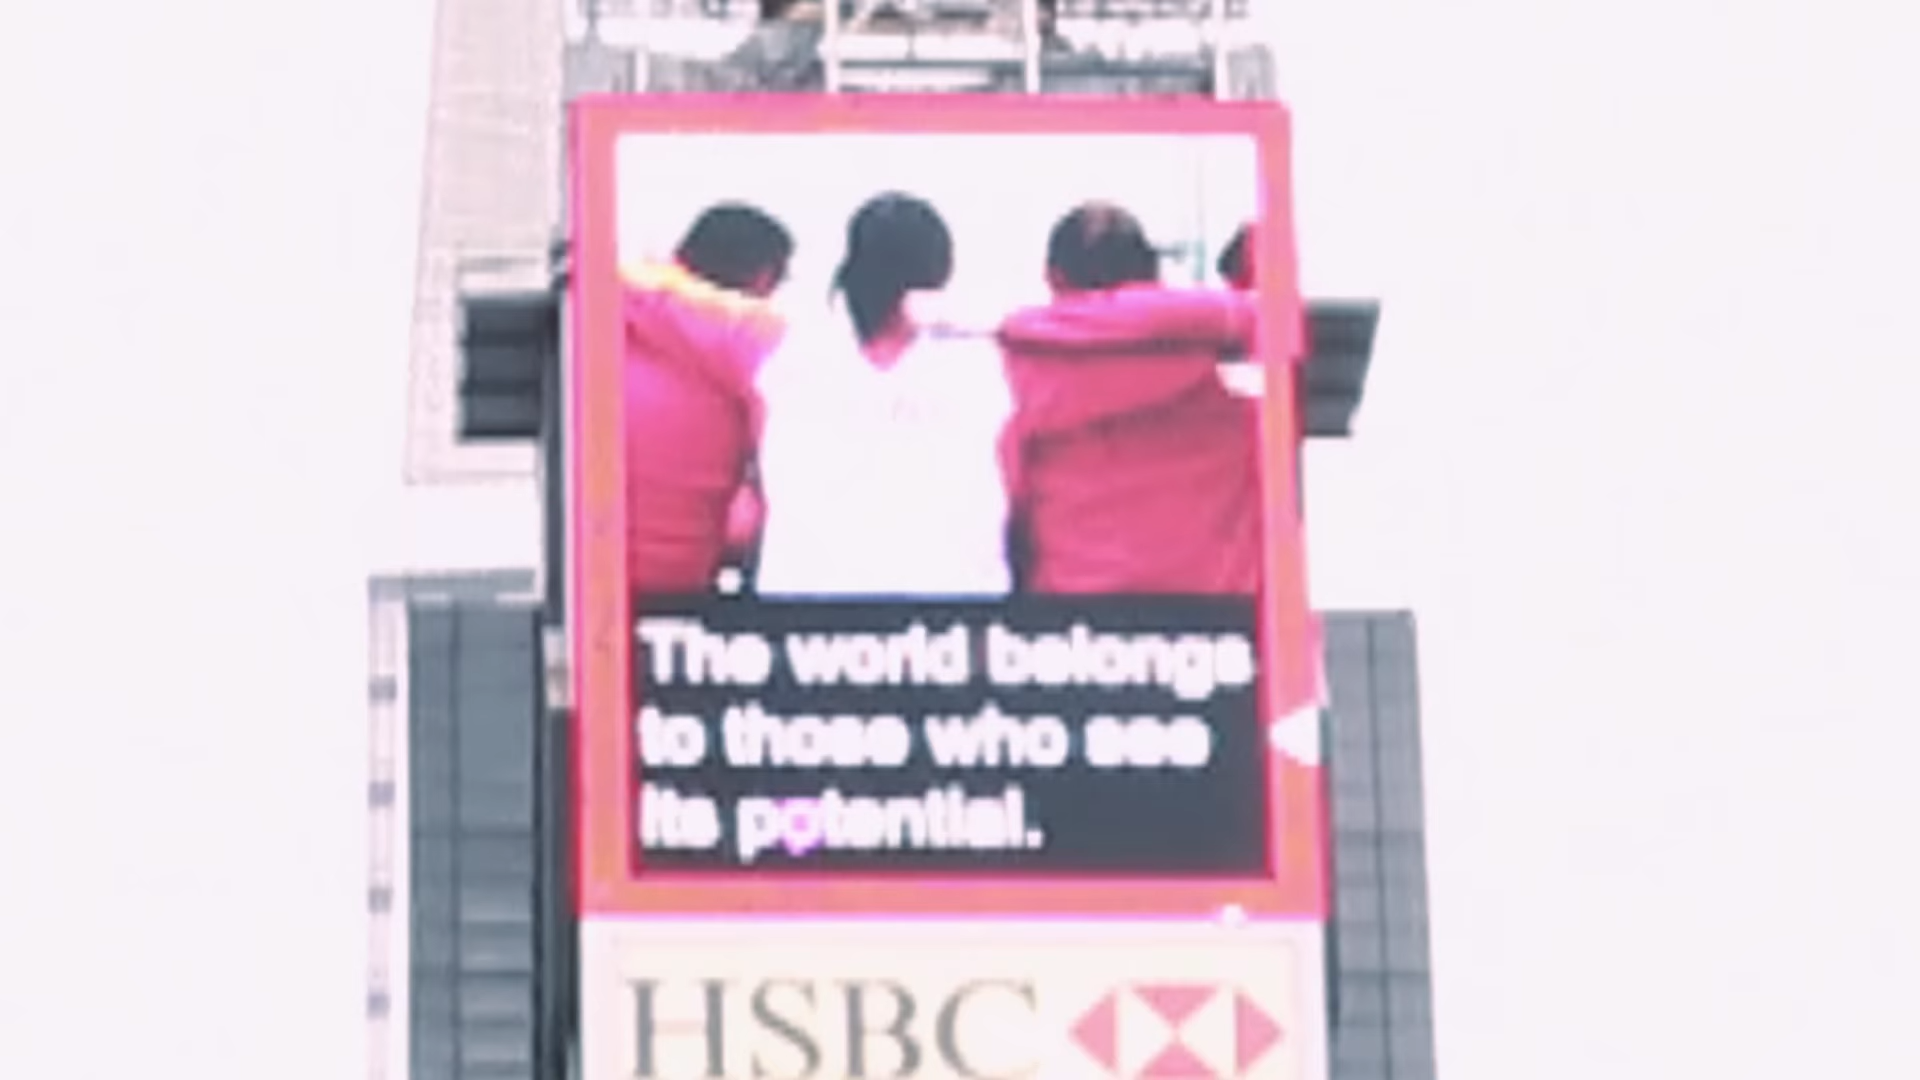 The world belongs
to those who see
its potential.
HSBC